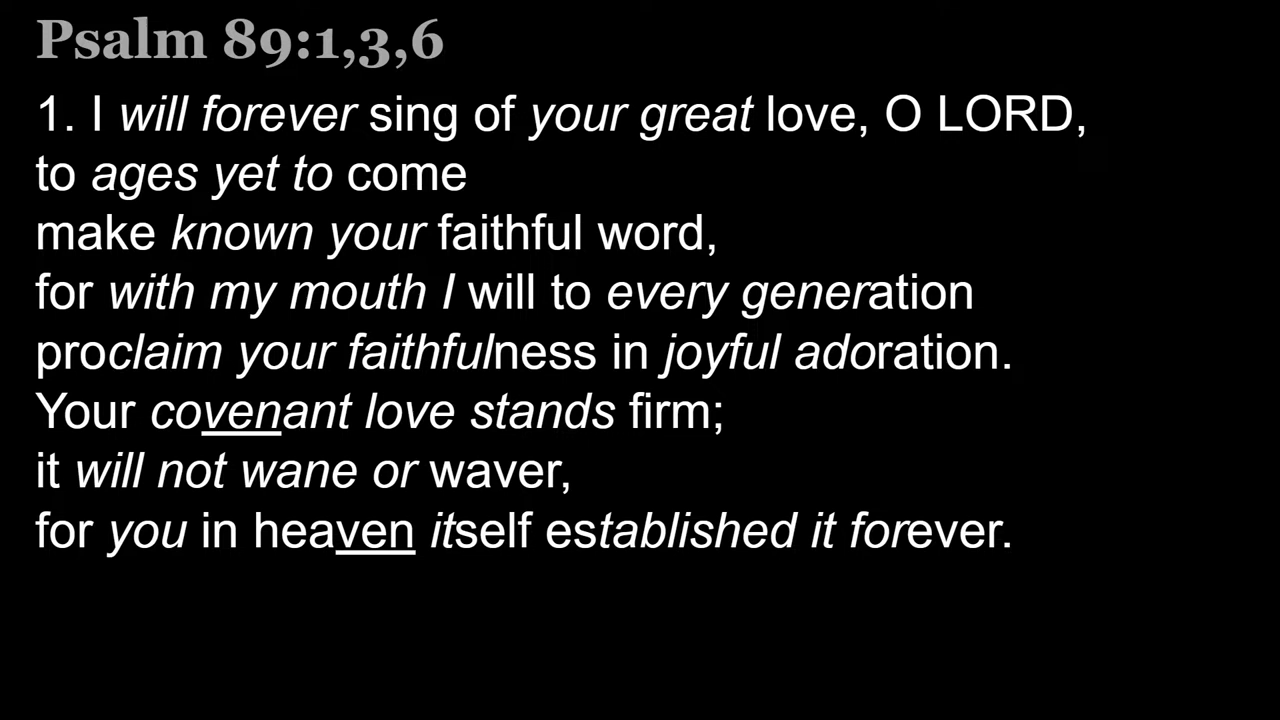 Psalm 89:1,3,6
1. I will forever sing of your great love, O LORD,
to ages yet to come
make known your faithful word,
for with my mouth I will to every generation
proclaim your faithfulness in joyful adoration.
Your covenant love stands firm;
it will not wane or waver,
for you in heaven itself established it forever.